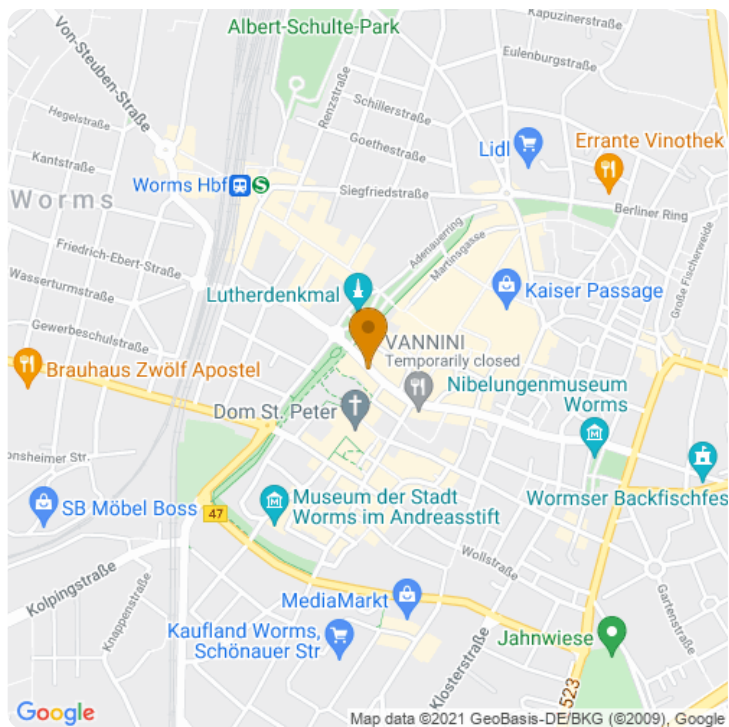 Kapuzinerstraße
Albert-Schulte-Park
Von-Steuben-Straße
Eulenburgstraße
Renzstraße
Schillerstraße
Hegelstraße
Goethestraße
Lidl
Errante Vinothek
Kantstraße
Worms Hbf
S
Siegfriedstraße
Worms
Berliner Ring
Adenauerring
Martinsgasse
Große Fischerweide
Friedrich-Ebert-Straße
Wasserturmstraße
Lutherdenkmal
Kaiser Passage
Gewerbeschulstraße
VANNINI
Temporarily closed
Brauhaus Zwölf Apostel
Nibelungenmuseum
Worms
Dom St. Peter
onsheimer Str.
SB Möbel Boss
47
Museum der Stadt
Worms im Andreasstift
Wormser Backfischfes
Wollstraße
Kolpingstraße
Knappenstraße
MediaMarkt
Gartenstraße
Kaufland Worms,
Schönauer Str
Jahnwiese
Klosterstraße
523
Google
Map data ©2021 GeoBasis-DE/BKG (©2009), Google